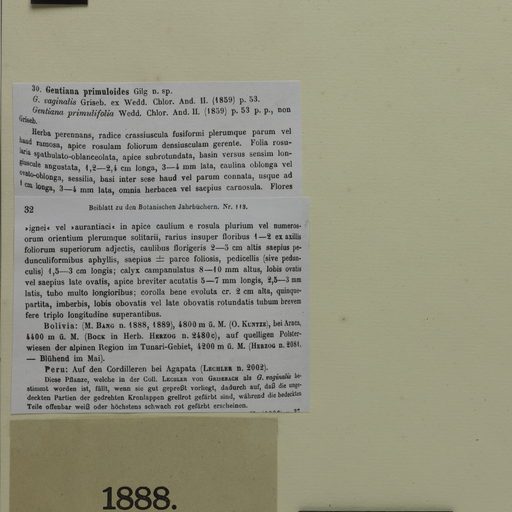 30. Gentiana primuloides Gilg n. sp.
G. vaginalis Griseb. ex Wedd. Chlor. And. II. (1859) p. 53.
Gentiana primulifolia Wedd. Chlor. And. II. (1859) p. 53 p. p., non
Griseb.
Herba perennans, radice crassiuscula fusiformi plerumque parum vel
haud ramosa, apice rosulam foliorum densiusculam gerente. Folia rosu-
laria spathulato-oblanceolata, apice subrotundata, basin versus sensim lon-
giuscule angustata, 1,2—2,4 cm longa, 3—4 mm lata, caulina oblonga vel
ovato-oblonga, sessilia, basi inter sese haud vel parum connata, usque ad
1 cm longa, 3—4 mm lata, omnia herbacea vel saepius carnosula. Flores
32 Beiblatt zu den Botanischen Jahrbüchern. Nr. 118.
»ignei« vel »aurantiaci« in apice caulium e rosula plurium vel numeros-
orum orientium plerumque solitarii, rarius insuper floribus 1—2 ex axilis
foliorum superiorum adjectis, caulibus florigeris 2—5 cm altis saepius pe-
dunculiformibus aphyllis, saepius ± parce foliosis, pedicellis (sive pedun-
culis) 1,5—3 cm longis; calyx campanulatus 8—10 mm altus, lobis ovatis
vel saepius late ovatis, apice breviter acutatis 5—7 mm longis, 2,5—3 mm
latis, tubo multo longioribus; corolla bene evoluta cr. 2 cm alta, quinque-
partita, imberbis, lobis obovatis vel late obovatis rotundatis tubum brevem
fere triplo longitudine superantibus.
Bolivia: (M. Bang n. 1888, 1889), 4800 m ü. M. (O. Kuntze), bei Araca,
4400 m ü. M. (Bock in Herb. Herzog n. 2480c), auf quelligen Polster-
wiesen der alpinen Region im Tunari-Gebiet, 4200 m ü. M. (Herzog n. 2081.
— Blühend im Mai).
Peru: Auf den Cordilleren bei Agapata (Lechler n. 2002).
Diese Pflanze, welche in der Coll. Lechler von Grisebach als G. vaginalis be-
stimmt worden ist, fällt, wenn sie gut gepreßt vorliegt, dadurch auf, daß die unge-
deckten Partien der gedrehten Kronlappen grellrot gefärbt sind, während die bedeckten
Teile offenbar weiß oder höchstens schwach rot gefärbt erscheinen.
1888.